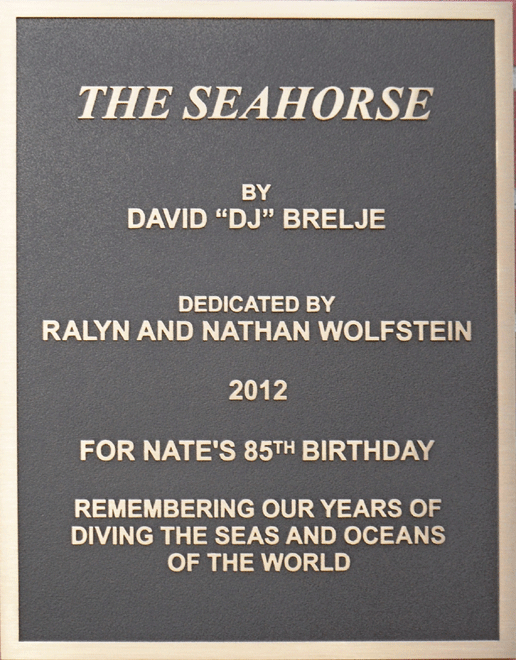 THE SEAHORSE
BY
DAVID “DJ” BRELJE
DEDICATED BY
RALYN AND NATHAN WOLFSTEIN
2012
FOR NATE'S 85TH BIRTHDAY
REMEMBERING OUR YEARS OF
DIVING THE SEAS AND OCEANS
OF THE WORLD